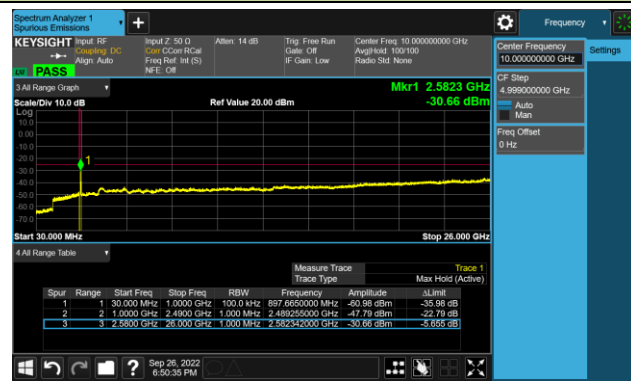 Spectrum Analyzer 1
Spurious Emissions
Frequency
KEYSIGHT Input: RF Input Z: 50 Ω Atten: 14 dB Trig: Free Run Center Freq: 10.000000000 GHz
Coupling: DC Corr CCorr RCal Gate: Off Avg|Hold: 100/100
Align: Auto Freq Ref: Int (S) IF Gain: Low Radio Std: None
NFE: Off
PASS
Center Frequency
10.000000000 GHz
Settings
CF Step
4.999000000 GHz
Auto
Man
Freq Offset
0 Hz
3 All Range Graph
Mkr1 2.5823 GHz
Scale/Div 10.0 dB Ref Value 20.00 dBm -30.66 dBm
Log
10.0
0.00
-10.0
-20.0
1
-30.0
-40.0
-50.0
-60.0
-70.0
Start 30.000 MHz Stop 26.000 GHz
4 All Range Table
Measure Trace Trace 1
Trace Type Max Hold (Active)
Spur Range Start Freq Stop Freq RBW Frequency Amplitude ΔLimit
1 1 30.000 MHz 1.0000 GHz 100.0 kHz 897.6650000 MHz -60.98 dBm -35.98 dB
2 2 1.0000 GHz 2.4900 GHz 1.000 MHz 2.489255000 GHz -47.79 dBm -22.79 dB
3 3 2.5800 GHz 26.000 GHz 1.000 MHz 2.582342000 GHz -30.66 dBm -5.655 dB
Sep 26, 2022
6:50:35 PM